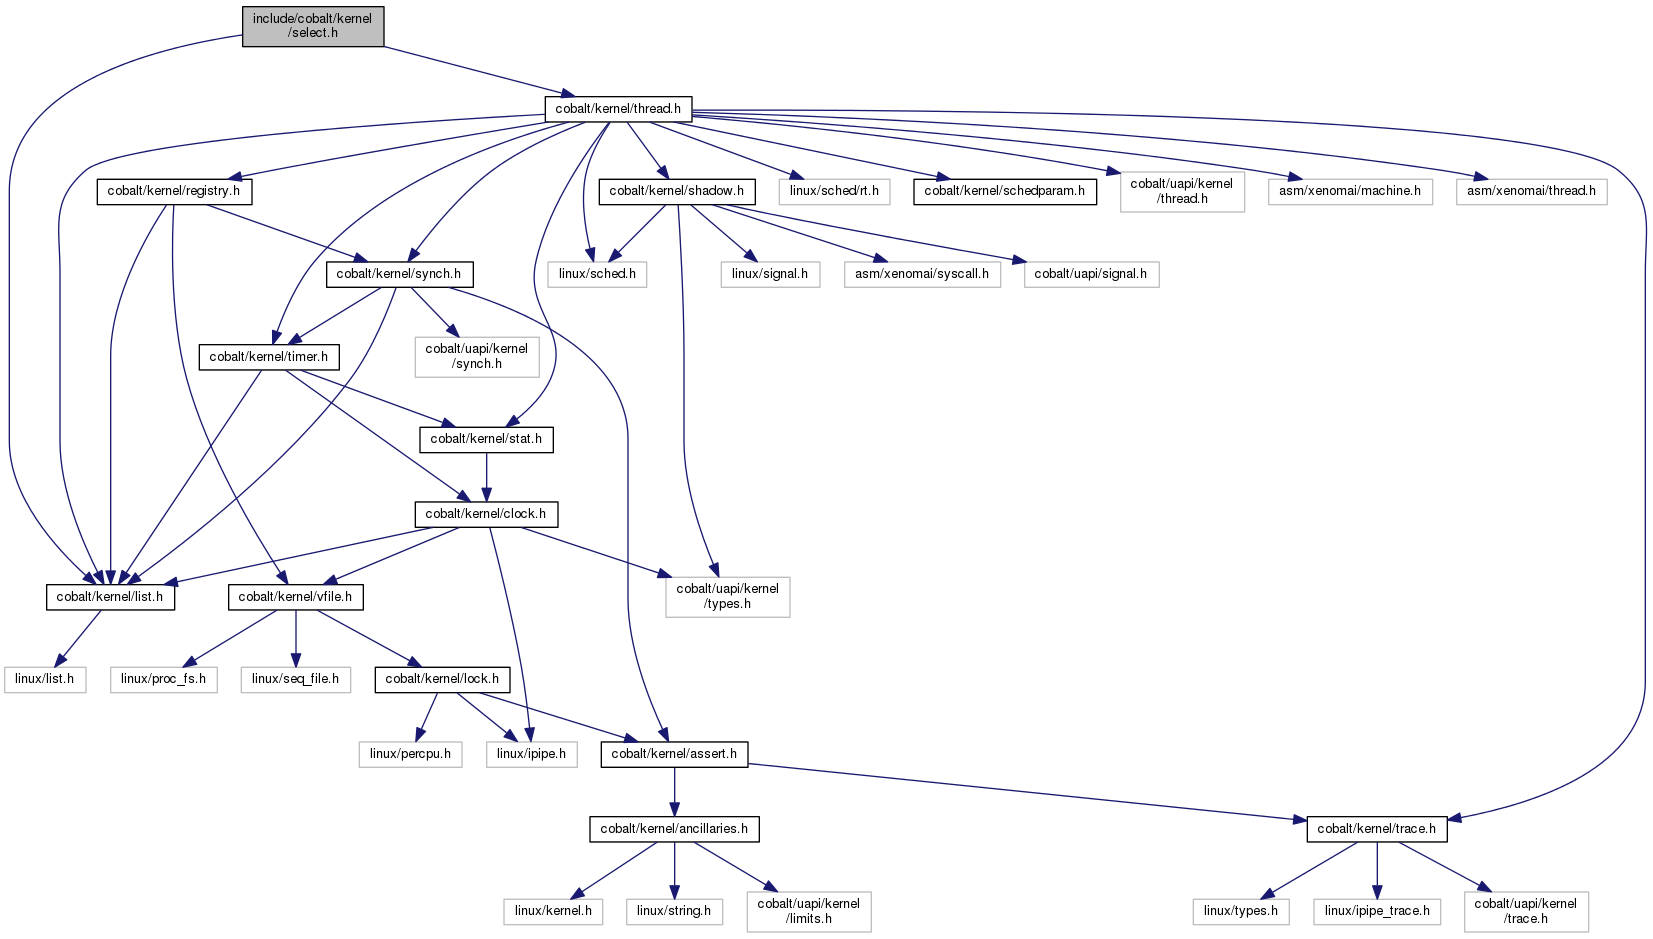 include/cobalt/kernel
/select.h
cobalt/kernel/thread.h
cobalt/kernel/registry.h
cobalt/kernel/shadow.h
linux/sched/rt.h
cobalt/kernel/schedparam.h
cobalt/uapi/kernel
/thread.h
asm/xenomai/machine.h
asm/xenomai/thread.h
cobalt/kernel/synch.h
linux/sched.h
linux/signal.h
asm/xenomai/syscall.h
cobalt/uapi/signal.h
cobalt/kernel/timer.h
cobalt/uapi/kernel
/synch.h
cobalt/kernel/stat.h
cobalt/kernel/clock.h
cobalt/kernel/list.h
cobalt/kernel/vfile.h
cobalt/uapi/kernel
/types.h
linux/list.h
linux/proc_fs.h
linux/seq_file.h
cobalt/kernel/lock.h
linux/percpu.h
linux/ipipe.h
cobalt/kernel/assert.h
cobalt/kernel/ancillaries.h
cobalt/kernel/trace.h
linux/kernel.h
linux/string.h
cobalt/uapi/kernel
/limits.h
linux/types.h
linux/ipipe_trace.h
cobalt/uapi/kernel
/trace.h